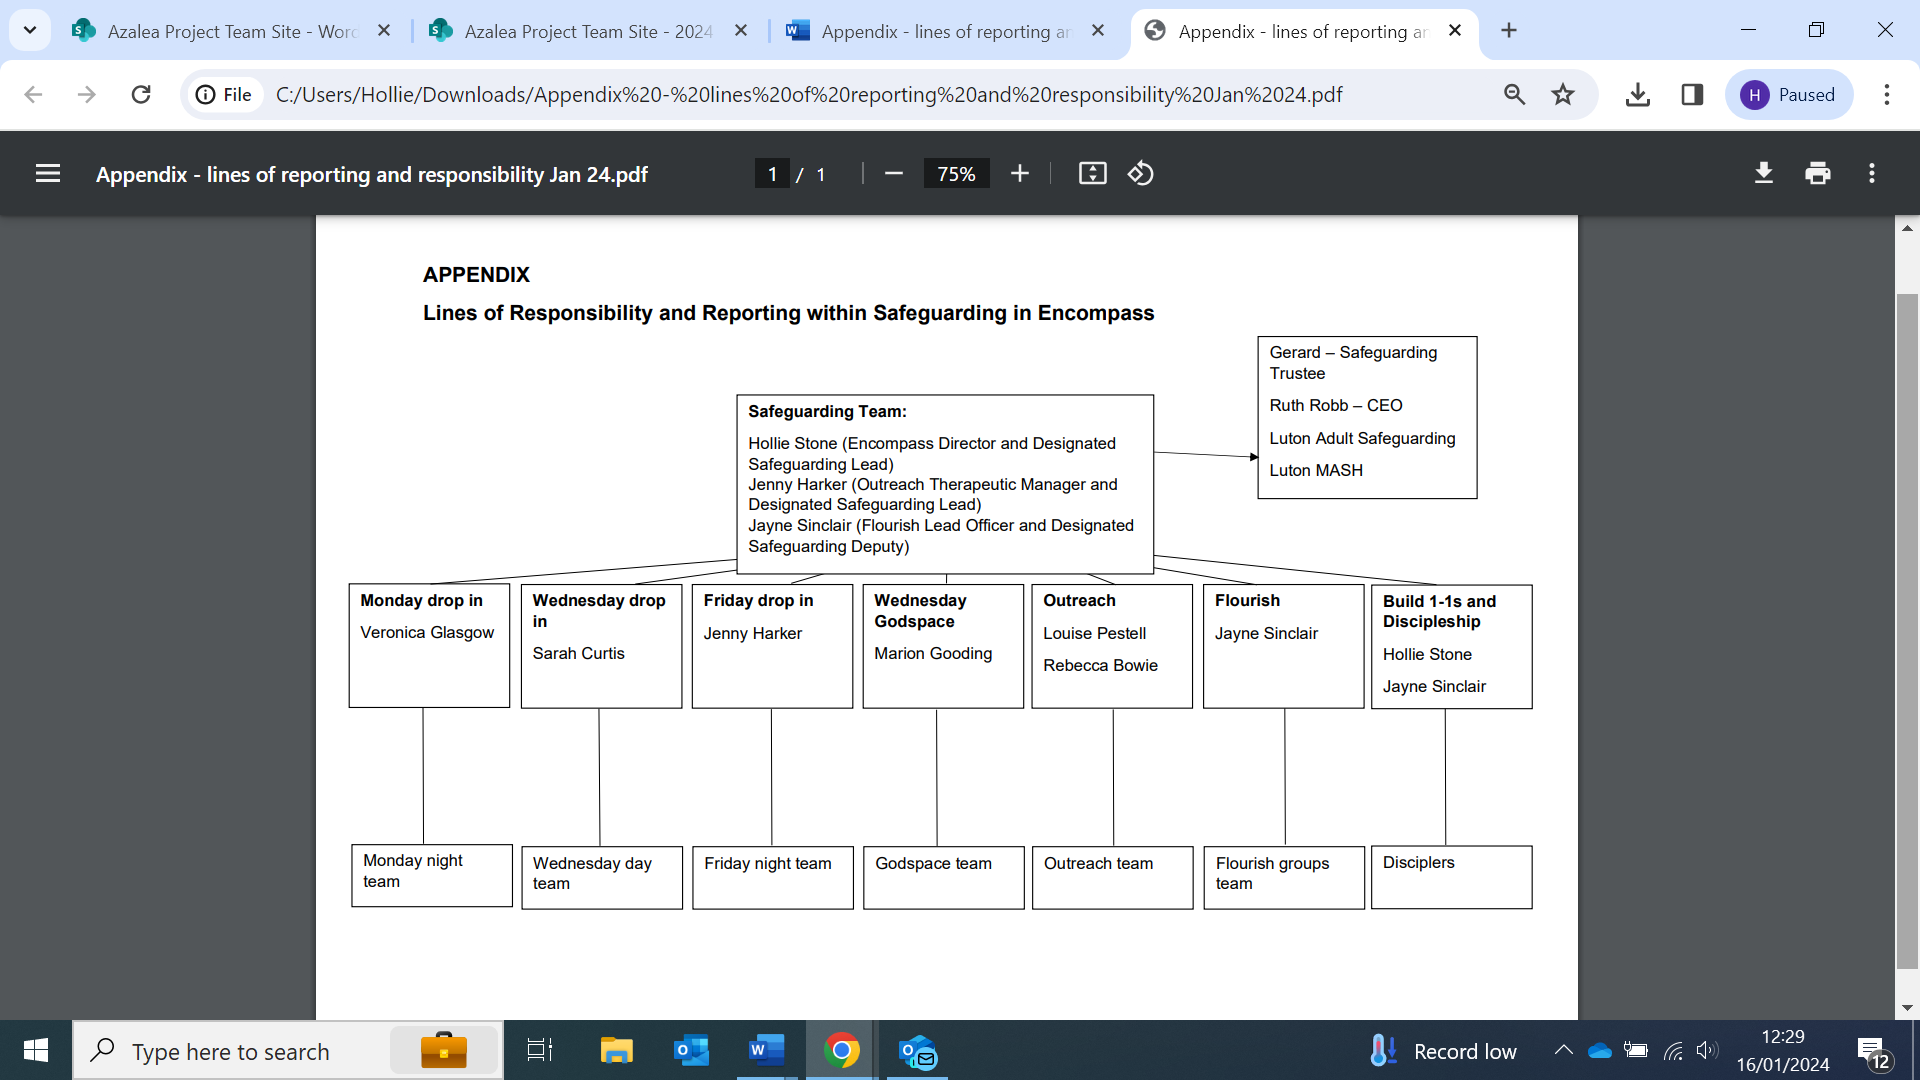 Azalea Project Team Site - Word
Azalea Project Team Site - 2024
Appendix - lines of reporting an
Appendix - lines of reporting ar
File
C:/Users/Hollie/Downloads/Appendix%20-%20lines%20of%20reporting%20and%20responsibility%20Jan%2024.pdf
H
Paused
Appendix - lines of reporting and responsibility Jan 24.pdf
1 / 1
75%
APPENDIX
Lines of Responsibility and Reporting within Safeguarding in Encompass
Gerard – Safeguarding
Trustee
Ruth Robb – CEO
Luton Adult Safeguarding
Luton MASH
Safeguarding Team:
Hollie Stone (Encompass Director and Designated
Safeguarding Lead)
Jenny Harker (Outreach Therapeutic Manager and
Designated Safeguarding Lead)
Jayne Sinclair (Flourish Lead Officer and Designated
Safeguarding Deputy)
Monday drop in
Veronica Glasgow
Wednesday drop
in
Sarah Curtis
Friday drop in
Jenny Harker
Wednesday
Godspace
Marion Gooding
Outreach
Louise Pestell
Rebecca Bowie
Flourish
Jayne Sinclair
Build 1-1s and
Discipleship
Hollie Stone
Jayne Sinclair
Monday night
team
Wednesday day
team
Friday night team
Godspace team
Outreach team
Flourish groups
team
Disciplers
Type here to search
Record low
12:29
16/01/2024
12